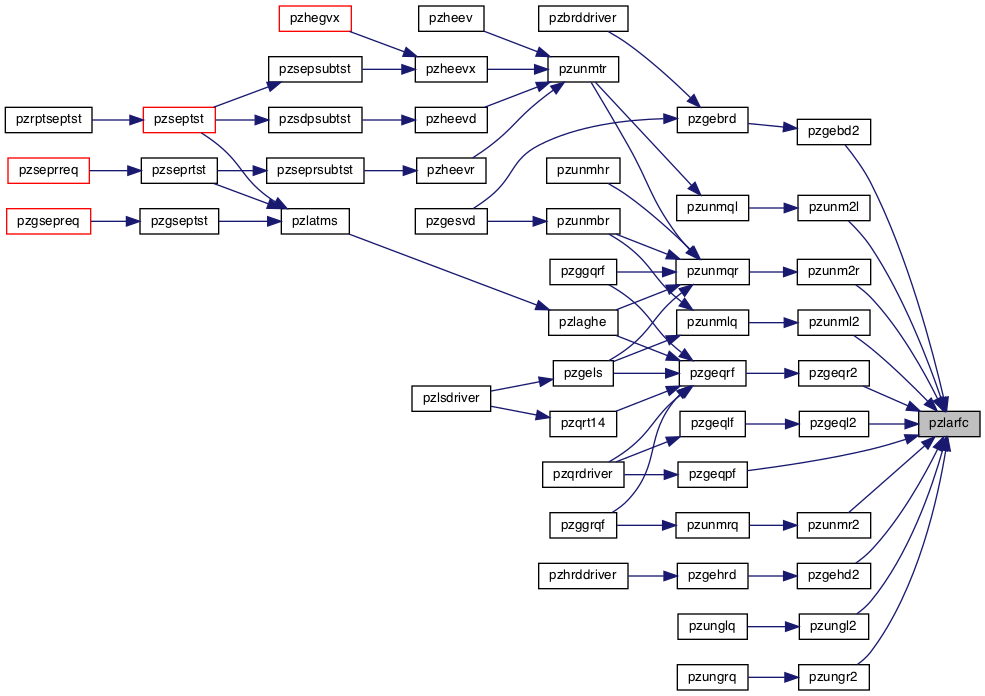 pzhegvx
pzheev
pzbrddriver
pzsepsubtst
pzheevx
pzunmtr
pzrptseptst
pzseptst
pzsdpsubtst
pzheevd
pzgebrd
pzgebd2
pzseprreq
pzseprtst
pzseprsubtst
pzheevr
pzunmhr
pzunmql
pzunm2l
pzgsepreq
pzgseptst
pzlatms
pzgesvd
pzunmbr
pzggqrf
pzunmqr
pzunm2r
pzlaghe
pzunmlq
pzunml2
pzgels
pzgeqrf
pzgeqr2
pzlsdriver
pzqrt14
pzgeqlf
pzgeql2
pzlarfc
pzqrdriver
pzgeqpf
pzggrqf
pzunmrq
pzunmr2
pzhrddriver
pzgehrd
pzgehd2
pzunglq
pzungl2
pzungrq
pzungr2